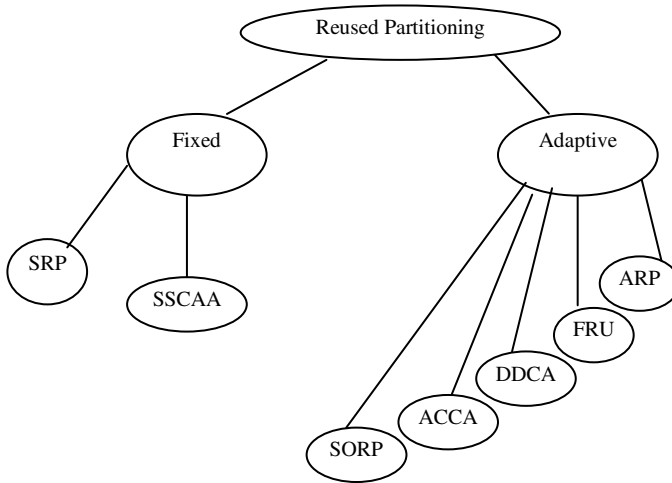 Reused Partitioning
Fixed
Adaptive
SRP
SSCAA
ARP
FRU
DDCA
ACCA
SORP